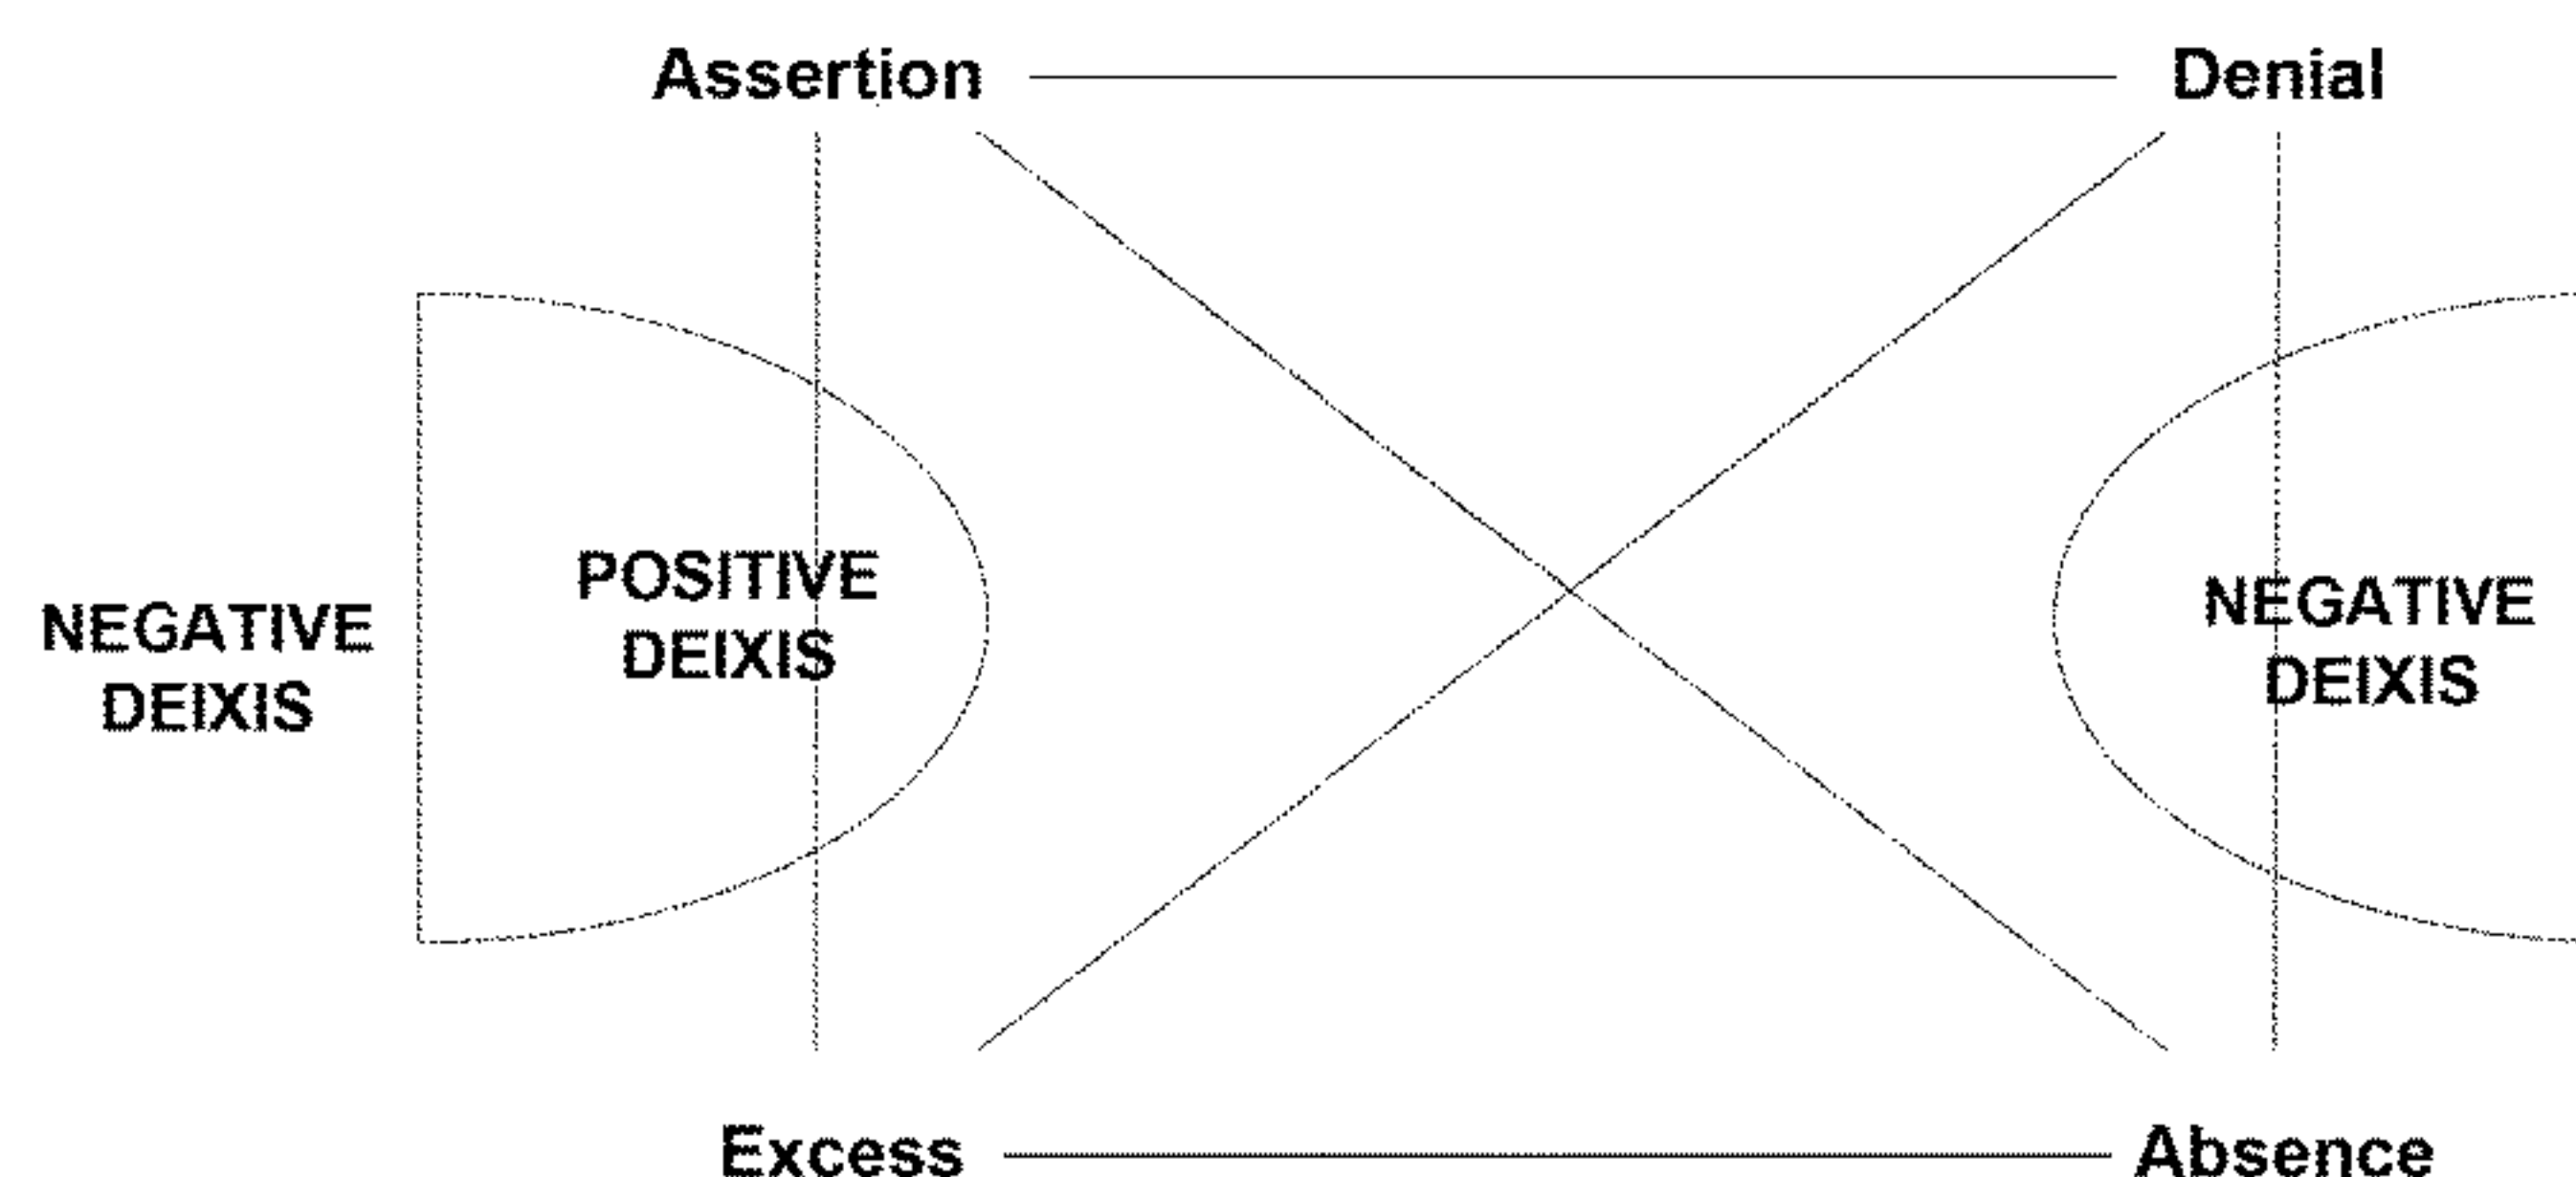 Assertion
Denial
POSITIVE
DEIXIS
NEGATIVE
DEIXIS
NEGATIVE
DEIXIS
Excess
Absence